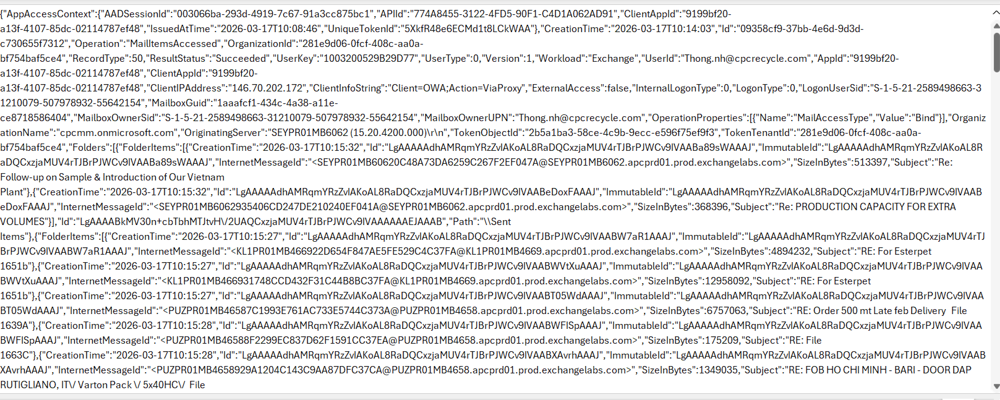 {"AppAccessContext":{"AADSessionId":"003066ba-293d-4919-7c67-91a3cc875bc1","APIId":"774A8455-3122-4FD5-90F1-C4D1A062AD91","ClientAppId":"9199bf20-
a13f-4107-85dc-02114787ef48","IssuedAtTime":"2026-03-17T10:08:46","UniqueTokenId":"5XkfR48e6ECMd1t8LCkWAA"},"CreationTime":"2026-03-17T10:14:03","Id":"09358cf9-37bb-4e6d-9d3d-
c730655f7312","Operation":"MailItemsAccessed","OrganizationId":"281e9d06-0fcf-408c-aa0a-
bf754baf5ce4","RecordType":50,"ResultStatus":"Succeeded","UserKey":"1003200529B29D77","UserType":0,"Version":1,"Workload":"Exchange","UserId":"Thong.nh@cpcrecycle.com","AppId":"9199bf20-
a13f-4107-85dc-02114787ef48","ClientAppId":"9199bf20-
a13f-4107-85dc-02114787ef48","ClientIPAddress":"146.70.202.172","ClientInfoString":"Client=OWA;Action=ViaProxy","ExternalAccess":false,"InternalLogonType":0,"LogonType":0,"LogonUserSid":"S-1-5-21-2589498663-3
1210079-507978932-55642154","MailboxGuid":"1aaafcf1-434c-4a38-a11e-
ce8718586404","MailboxOwnerSid":"S-1-5-21-2589498663-31210079-507978932-55642154","MailboxOwnerUPN":"Thong.nh@cpcrecycle.com","OperationProperties":[{"Name":"MailAccessType","Value":"Bind"}],"Organiz
ationName":"cpcmm.onmicrosoft.com","OriginatingServer":"SEYPR01MB6062 (15.20.4200.000)\r\n","TokenObjectId":"2b5a1ba3-58ce-4c9b-9ecc-e596f75ef9f3","TokenTenantId":"281e9d06-0fcf-408c-aa0a-
bf754baf5ce4","Folders":[{"FolderItems":[{"CreationTime":"2026-03-17T10:15:32","Id":"LgAAAAAdhAMRqmYRzZvlAKoAL8RaDQCxzjaMUV4rTJBrPJWCv9lVAABa89sWAAAJ","ImmutableId":"LgAAAAAdhAMRqmYRzZvlAKoAL8R
aDQCxzjaMUV4rTJBrPJWCv9lVAABa89sWAAAJ","InternetMessageId":"<SEYPR01MB60620C48A73DA6259C267F2EF047A@SEYPR01MB6062.apcprd01.prod.exchangelabs.com>","SizeInBytes":513397,"Subject":"Re:
Follow-up on Sample & Introduction of Our Vietnam
Plant"},{"CreationTime":"2026-03-17T10:15:32","Id":"LgAAAAAdhAMRqmYRzZvlAKoAL8RaDQCxzjaMUV4rTJBrPJWCv9lVAABeDoxFAAAJ","ImmutableId":"LgAAAAAdhAMRqmYRzZvlAKoAL8RaDQCxzjaMUV4rTJBrPJWCv9lVAAB
eDoxFAAAJ","InternetMessageId":"<SEYPR01MB6062935406CD247DE210240EF041A@SEYPR01MB6062.apcprd01.prod.exchangelabs.com>","SizeInBytes":368396,"Subject":"Re: PRODUCTION CAPACITY FOR EXTRA
VOLUMES"}],"Id":"LgAAAABkMV30n+cbTbhMTJtvH\/2UAQCxzjaMUV4rTJBrPJWCv9lVAAAAAAEJAAAB","Path":"\\Sent
Items"},{"FolderItems":[{"CreationTime":"2026-03-17T10:15:27","Id":"LgAAAAAdhAMRqmYRzZvlAKoAL8RaDQCxzjaMUV4rTJBrPJWCv9lVAABW7aR1AAAJ","ImmutableId":"LgAAAAAdhAMRqmYRzZvlAKoAL8RaDQCxzjaMUV4rTJ
BrPJWCv9lVAABW7aR1AAAJ","InternetMessageId":"<KL1PR01MB466922D654F847AE5FE529C4C37FA@KL1PR01MB4669.apcprd01.prod.exchangelabs.com>","SizeInBytes":4894232,"Subject":"RE: For Esterpet
1651b"},{"CreationTime":"2026-03-17T10:15:27","Id":"LgAAAAAdhAMRqmYRzZvlAKoAL8RaDQCxzjaMUV4rTJBrPJWCv9lVAABWVtXuAAAJ","ImmutableId":"LgAAAAAdhAMRqmYRzZvlAKoAL8RaDQCxzjaMUV4rTJBrPJWCv9lVAA
BWVtXuAAAJ","InternetMessageId":"<KL1PR01MB466931748CCD432F31C44B8BC37FA@KL1PR01MB4669.apcprd01.prod.exchangelabs.com>","SizeInBytes":12958092,"Subject":"RE: For Esterpet
1651b"},{"CreationTime":"2026-03-17T10:15:27","Id":"LgAAAAAdhAMRqmYRzZvlAKoAL8RaDQCxzjaMUV4rTJBrPJWCv9lVAABT05WdAAAJ","ImmutableId":"LgAAAAAdhAMRqmYRzZvlAKoAL8RaDQCxzjaMUV4rTJBrPJWCv9lVAA
BT05WdAAAJ","InternetMessageId":"<PUZPR01MB46587C1993E761AC733E5744C373A@PUZPR01MB4658.apcprd01.prod.exchangelabs.com>","SizeInBytes":6757063,"Subject":"RE: Order 500 mt Late feb Delivery  File
1639A"},{"CreationTime":"2026-03-17T10:15:28","Id":"LgAAAAAdhAMRqmYRzZvlAKoAL8RaDQCxzjaMUV4rTJBrPJWCv9lVAABWFlSpAAAJ","ImmutableId":"LgAAAAAdhAMRqmYRzZvlAKoAL8RaDQCxzjaMUV4rTJBrPJWCv9lVAA
BWFlSpAAAJ","InternetMessageId":"<PUZPR01MB46588F2299EC837D62F1591CC37EA@PUZPR01MB4658.apcprd01.prod.exchangelabs.com>","SizeInBytes":175209,"Subject":"RE: File
1663C"},{"CreationTime":"2026-03-17T10:15:28","Id":"LgAAAAAdhAMRqmYRzZvlAKoAL8RaDQCxzjaMUV4rTJBrPJWCv9lVAABXAvrhAAAJ","ImmutableId":"LgAAAAAdhAMRqmYRzZvlAKoAL8RaDQCxzjaMUV4rTJBrPJWCv9lVAAB
XAvrhAAAJ","InternetMessageId":"<PUZPR01MB4658929A1204C143C9AA87DFC37CA@PUZPR01MB4658.apcprd01.prod.exchangelabs.com>","SizeInBytes":1349035,"Subject":"RE: FOB HO CHI MINH - BARI - DOOR DAP
RUTIGLIANO, IT\/ Varton Pack \/ 5x40HC\/  File